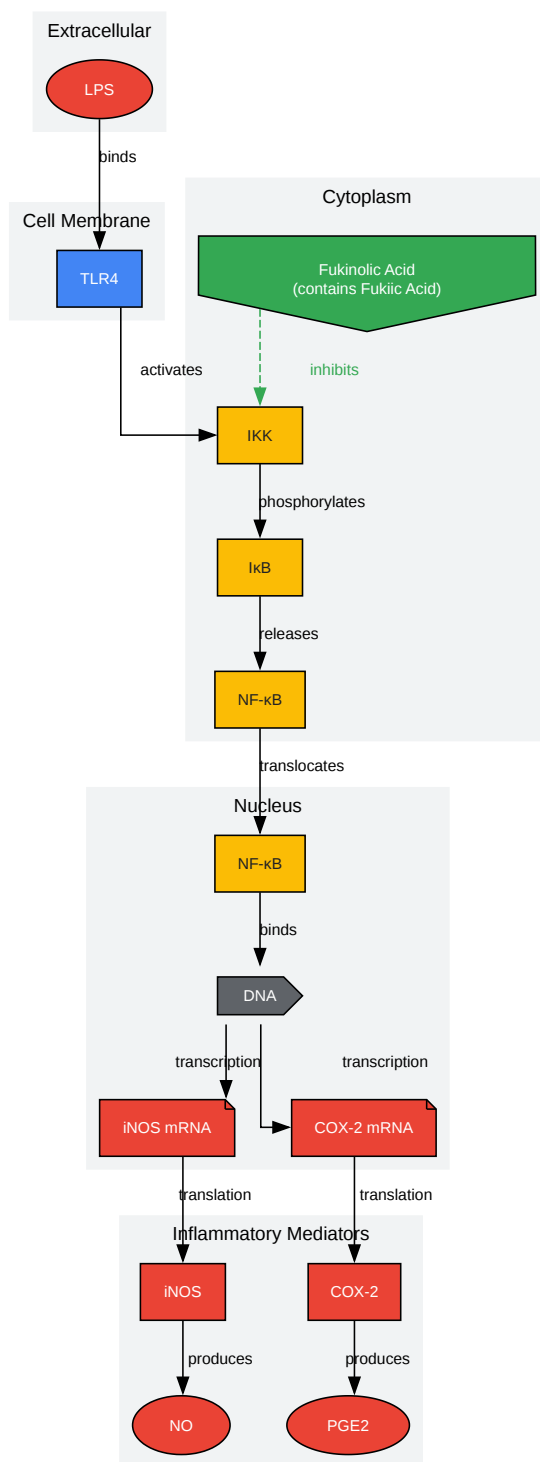 Extracellular
LPS
binds
Cell Membrane
TLR4
Cytoplasm
Fukinolic Acid
(contains Fukiic Acid)
activates
inhibits
IKK
phosphorylates
IκB
releases
NF-κB
translocates
Nucleus
NF-κB
binds
DNA
transcription
transcription
iNOS mRNA
COX-2 mRNA
translation
translation
Inflammatory Mediators
iNOS
COX-2
produces
produces
NO
PGE2